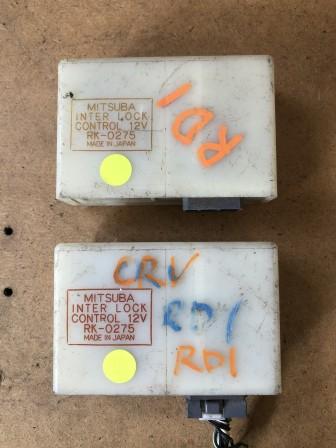 MITSUBA
INTER LOCK
CONTROL 12V
RK-0275
MADE IN JAPAN
RD1
CRV
MITSUBA
INTER LOCK
CONTROL 12V
RK-0275
MADE IN JAPAN
RD1
RD1